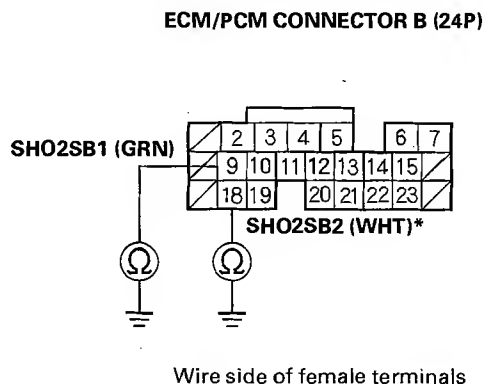 ECM/PCM CONNECTOR B (24P)
SHO2SB1 (GRN)
2 3 4 5 6 7
9 10 11 12 13 14 15
18 19 20 21 22 23
SHO2SB2 (WHT)*
Ω Ω
Wire side of female terminals